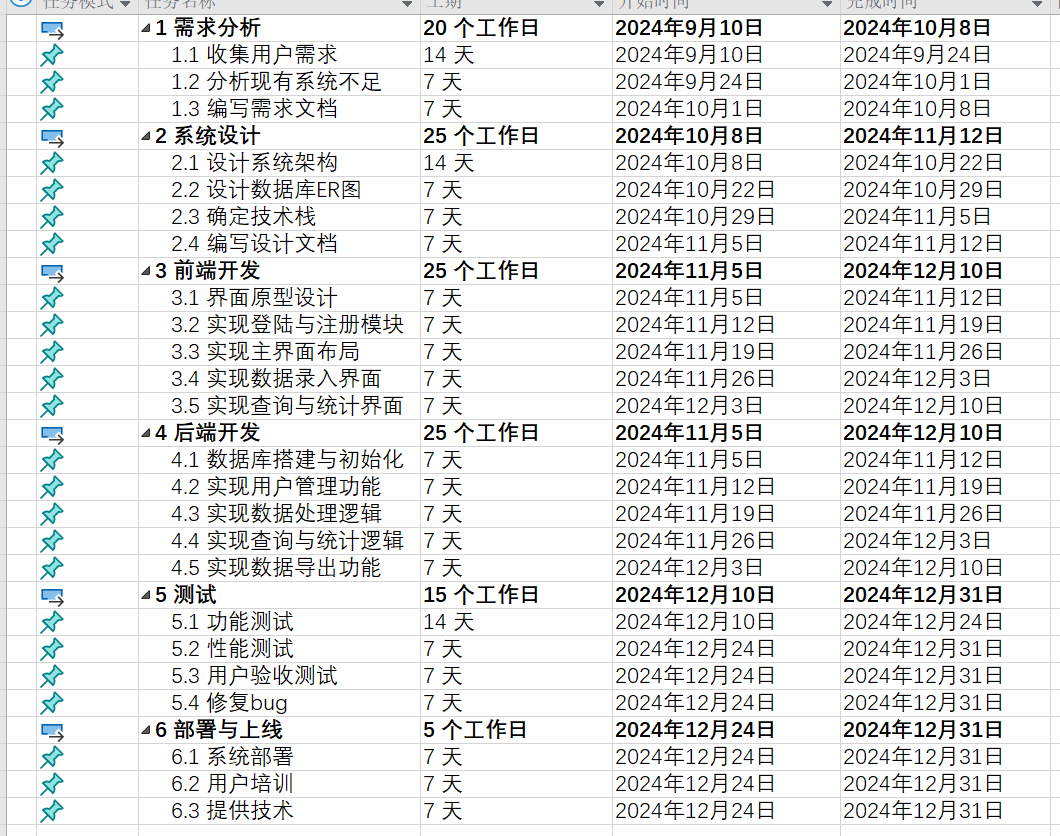 任务模式 任务名称 工期 开始时间 完成时间
1 需求分析 20 个工作日 2024年9月10日 2024年10月8日
1.1 收集用户需求 14 天 2024年9月10日 2024年9月24日
1.2 分析现有系统不足 7 天 2024年9月24日 2024年10月1日
1.3 编写需求文档 7 天 2024年10月1日 2024年10月8日
2 系统设计 25 个工作日 2024年10月8日 2024年11月12日
2.1 设计系统架构 14 天 2024年10月8日 2024年10月22日
2.2 设计数据库ER图 7 天 2024年10月22日 2024年10月29日
2.3 确定技术栈 7 天 2024年10月29日 2024年11月5日
2.4 编写设计文档 7 天 2024年11月5日 2024年11月12日
3 前端开发 25 个工作日 2024年11月5日 2024年12月10日
3.1 界面原型设计 7 天 2024年11月5日 2024年11月12日
3.2 实现登陆与注册模块 7 天 2024年11月12日 2024年11月19日
3.3 实现主界面布局 7 天 2024年11月19日 2024年11月26日
3.4 实现数据录入界面 7 天 2024年11月26日 2024年12月3日
3.5 实现查询与统计界面 7 天 2024年12月3日 2024年12月10日
4 后端开发 25 个工作日 2024年11月5日 2024年12月10日
4.1 数据库搭建与初始化 7 天 2024年11月5日 2024年11月12日
4.2 实现用户管理功能 7 天 2024年11月12日 2024年11月19日
4.3 实现数据处理逻辑 7 天 2024年11月19日 2024年11月26日
4.4 实现查询与统计逻辑 7 天 2024年11月26日 2024年12月3日
4.5 实现数据导出功能 7 天 2024年12月3日 2024年12月10日
5 测试 15 个工作日 2024年12月10日 2024年12月31日
5.1 功能测试 14 天 2024年12月10日 2024年12月24日
5.2 性能测试 7 天 2024年12月24日 2024年12月31日
5.3 用户验收测试 7 天 2024年12月24日 2024年12月31日
5.4 修复bug 7 天 2024年12月24日 2024年12月31日
6 部署与上线 5 个工作日 2024年12月24日 2024年12月31日
6.1 系统部署 7 天 2024年12月24日 2024年12月31日
6.2 用户培训 7 天 2024年12月24日 2024年12月31日
6.3 提供技术 7 天 2024年12月24日 2024年12月31日